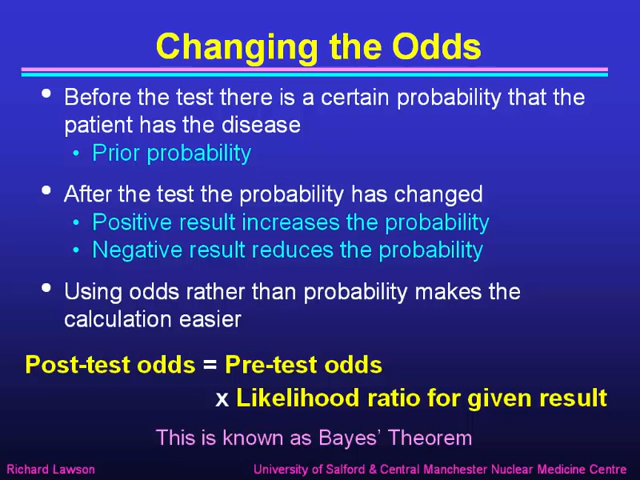 Changing the Odds
• Before the test there is a certain probability that the
patient has the disease
• Prior probability
• After the test the probability has changed
• Positive result increases the probability
• Negative result reduces the probability
• Using odds rather than probability makes the
calculation easier
Post-test odds = Pre-test odds
x Likelihood ratio for given result
This is known as Bayes’ Theorem
Richard Lawson University of Salford & Central Manchester Nuclear Medicine Centre